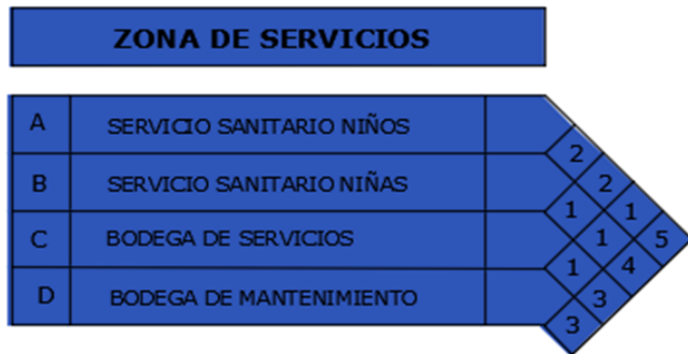 ZONA DE SERVICIOS
A SERVICIO SANITARIO NIÑOS
2
B SERVICIO SANITARIO NIÑAS
2
1 1
C BODEGA DE SERVICIOS
1 5
1 4
D BODEGA DE MANTENIMIENTO
3
3